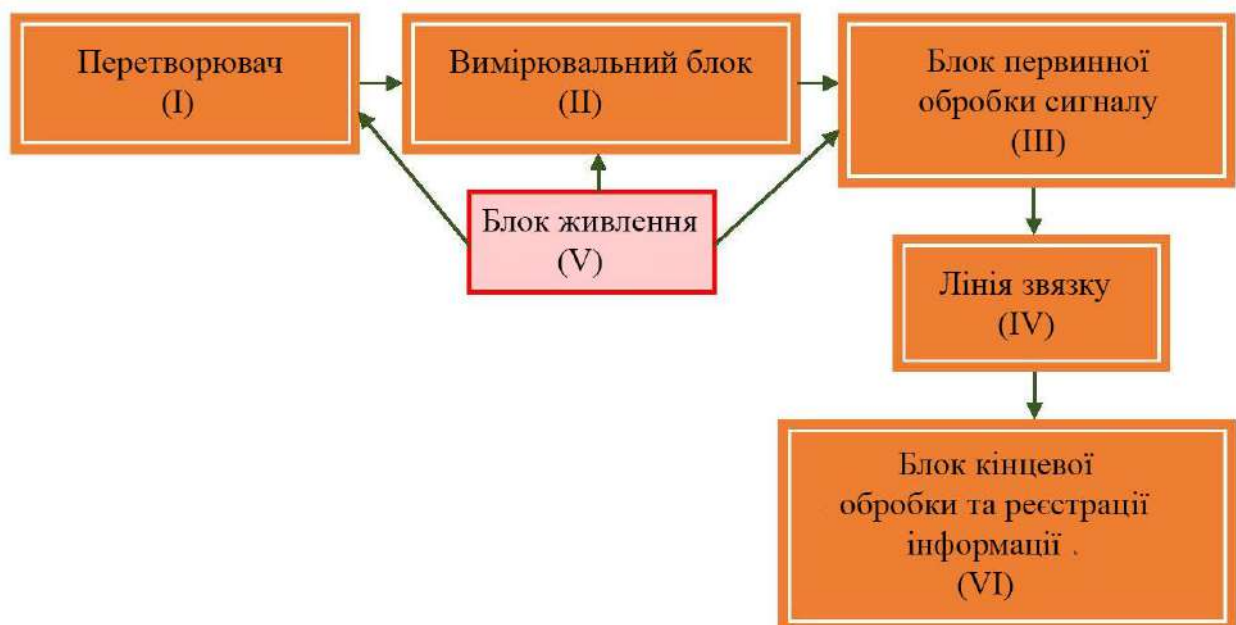 Перетворювач
(I)
Вимірювальний блок
(II)
Блок первинної
обробки сигналу
(III)
Блок живлення
(V)
Лінія звязку
(IV)
Блок кінцевої
обробки та реєстрації
інформації .
(VI)